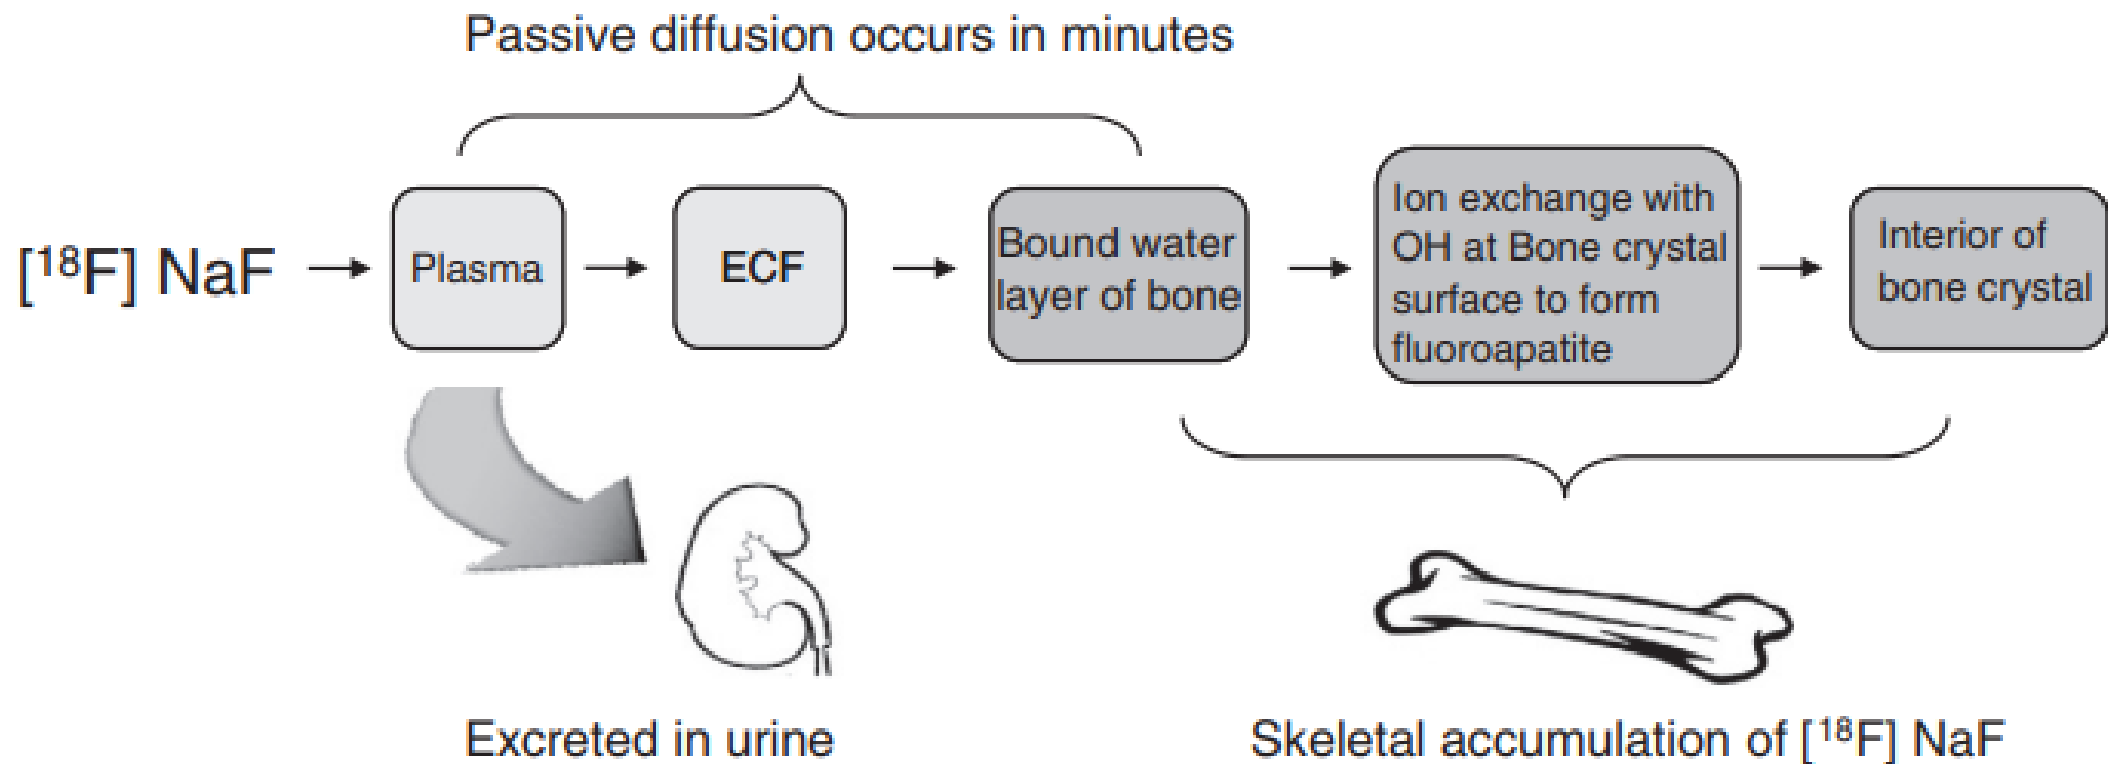 Passive diffusion occurs in minutes
[¹⁸F] NaF
Plasma
ECF
Bound water
layer of bone
Ion exchange with
OH at Bone crystal
surface to form
fluoroapatite
Interior of
bone crystal
Excreted in urine
Skeletal accumulation of [¹⁸F] NaF